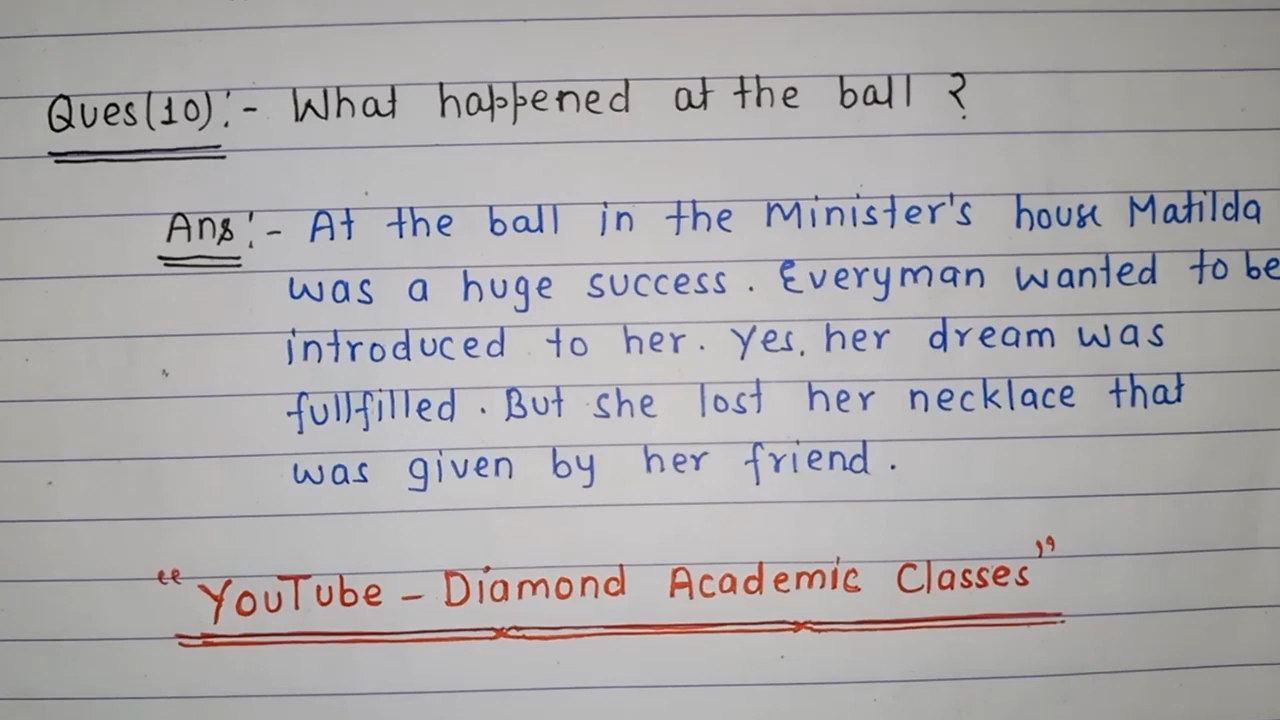 Ques(10):- What happened at the ball ?
Ans:- At the ball in the Minister's house Matilda
was a huge success. Everyman wanted to be
introduced to her. Yes, her dream was
fullfilled. But she lost her necklace that
was given by her friend.
"YouTube - Diamond Academic Classes"